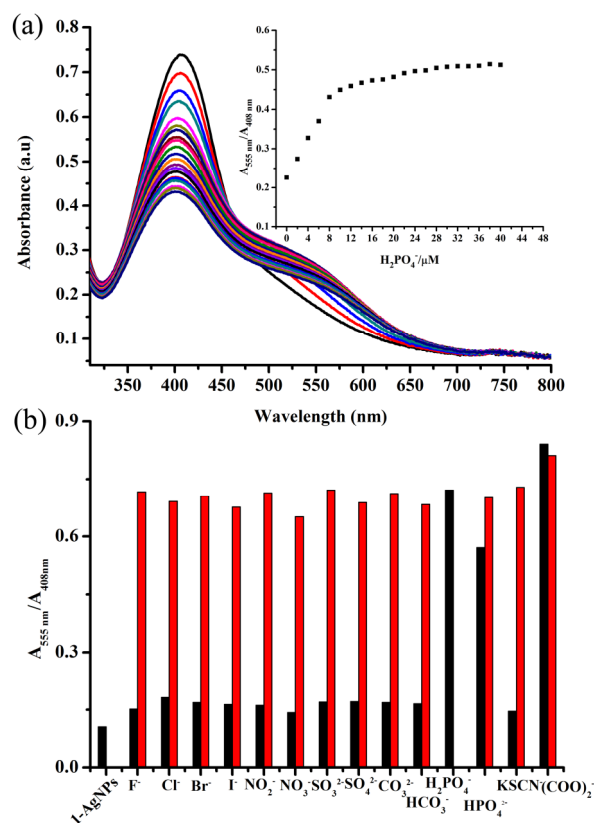 (a)
0.8
0.7
0.6
0.5
0.4
0.3
0.2
0.1
Absorbance (a.u)
350 400 450 500 550 600 650 700 750 800
Wavelength (nm)
0.6
0.5
0.4
0.3
0.2
0.1
A555 nm/A408 nm
0 4 8 12 16 20 24 28 32 36 40 44 48
H₂PO₄⁻/μM
(b)
0.9
0.6
0.3
0.0
A555 nm/A408nm
1-AgNPs F⁻ Cl⁻ Br⁻ I⁻ NO₂⁻ NO₃⁻ SO₃²⁻ SO₄²⁻ CO₃²⁻ H₂PO₄⁻ KSCN⁻ (COO)₂⁻
HCO₃⁻ HPO₄²⁻